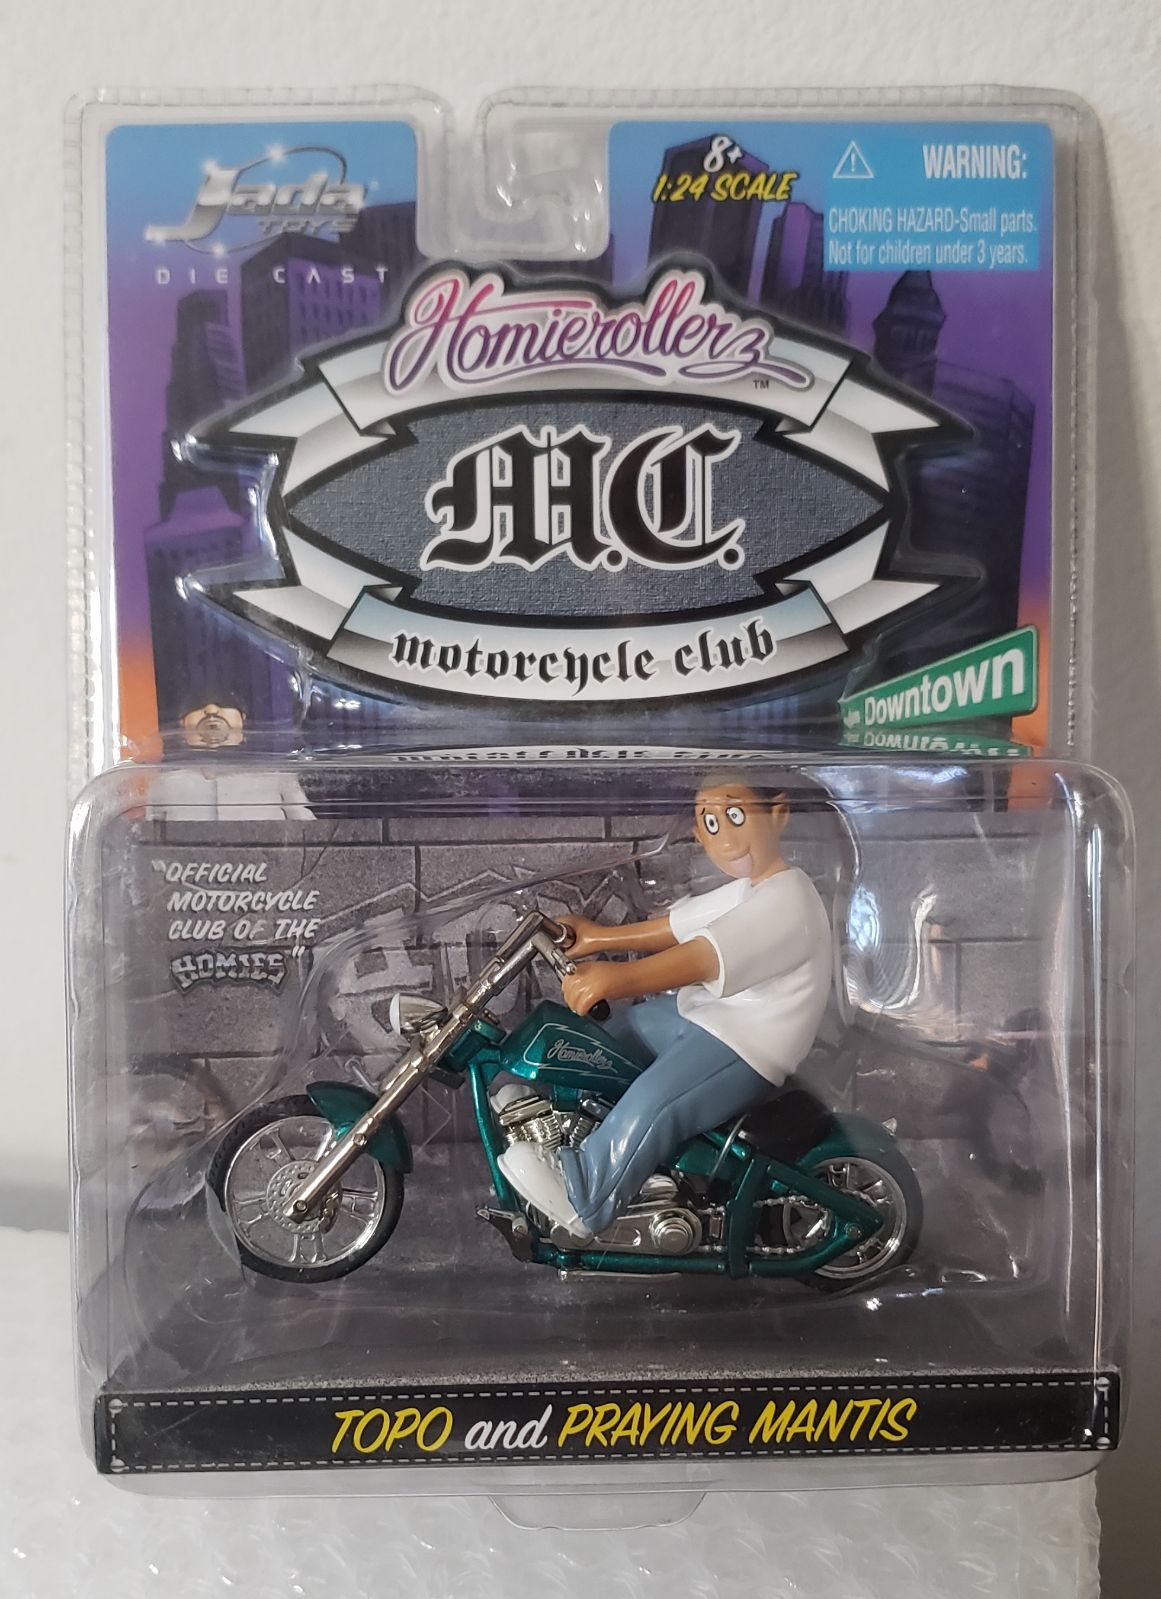 Jada
TOYS
DIE CAST
8+
1:24 SCALE
WARNING:
CHOKING HAZARD-Small parts.
Not for children under 3 years.
Homierollerz
TM
M.C.
motorcycle club
Downtown
"OFFICIAL
MOTORCYCLE
CLUB OF THE
HOMIES"
Homierollerz
TOPO and PRAYING MANTIS